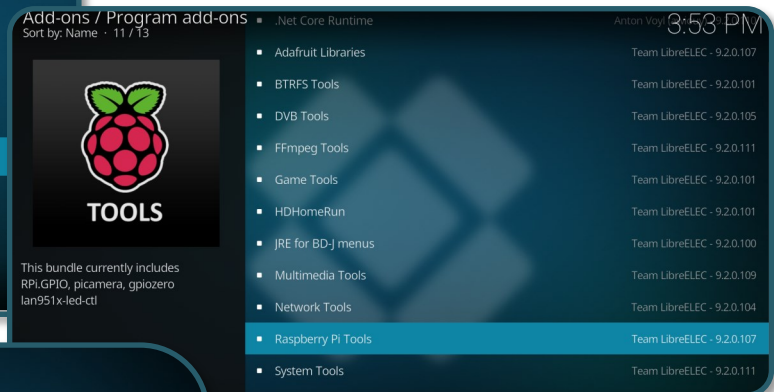 Add-ons / Program add-ons
Sort by: Name · 11 / 13
3:53 PM
TOOLS
This bundle currently includes
RPi.GPIO, picamera, gpiozero
lan951x-led-ctl
.Net Core Runtime Anton Voyl
Adafruit Libraries Team LibreELEC - 9.2.0.107
BTRFS Tools Team LibreELEC - 9.2.0.101
DVB Tools Team LibreELEC - 9.2.0.105
FFmpeg Tools Team LibreELEC - 9.2.0.111
Game Tools Team LibreELEC - 9.2.0.101
HDHomeRun Team LibreELEC - 9.2.0.101
JRE for BD-J menus Team LibreELEC - 9.2.0.100
Multimedia Tools Team LibreELEC - 9.2.0.109
Network Tools Team LibreELEC - 9.2.0.104
Raspberry Pi Tools Team LibreELEC - 9.2.0.107
System Tools Team LibreELEC - 9.2.0.111